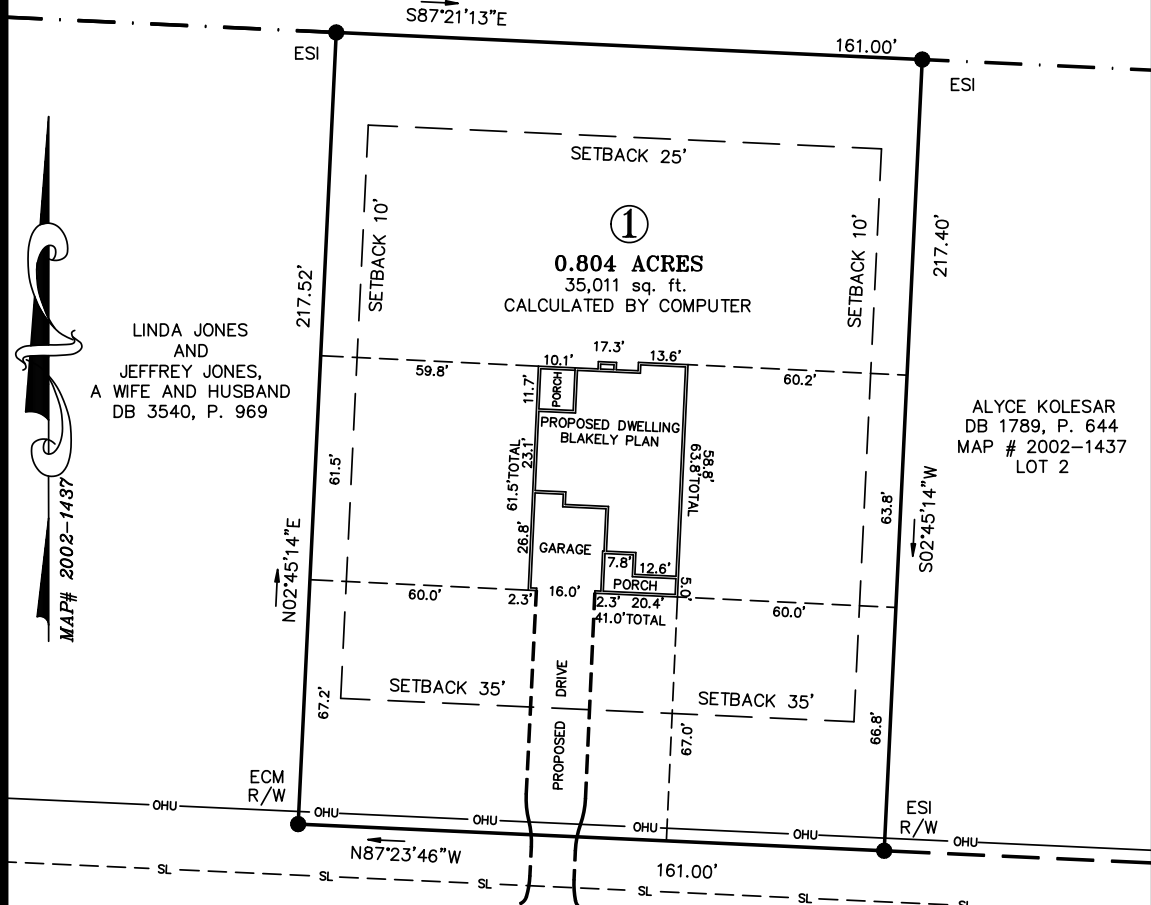 S87°21'13"E
161.00'
ESI
ESI
SETBACK 25'
SETBACK 10'
SETBACK 10'
1
0.804 ACRES
35,011 sq. ft.
CALCULATED BY COMPUTER
217.52'
217.40'
LINDA JONES
AND
JEFFREY JONES,
A WIFE AND HUSBAND
DB 3540, P. 969
ALYCE KOLESAR
DB 1789, P. 644
MAP # 2002-1437
LOT 2
MAP# 2002-1437
59.8'
10.1'
17.3'
13.6'
60.2'
11.7'
PORCH
PROPOSED DWELLING
BLAKELY PLAN
61.5'TOTAL
23.1'
58.8'
63.8'TOTAL
61.5'
63.8'
26.8'
GARAGE
7.8'
12.6'
PORCH
5.0'
N02°45'14"E
S02°45'14"W
60.0'
2.3'
16.0'
2.3'
20.4'
41.0'TOTAL
60.0'
SETBACK 35'
SETBACK 35'
PROPOSED DRIVE
67.2'
67.0'
66.8'
ECM
R/W
ESI
R/W
OHU
OHU
OHU
OHU
OHU
OHU
N87°23'46"W
161.00'
SL
SL
SL
SL
SL
SL